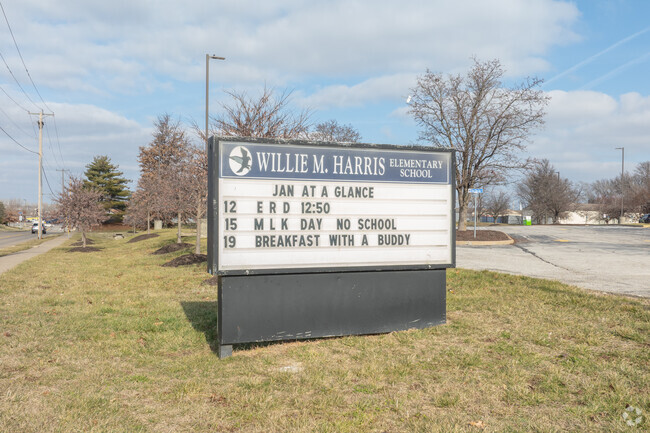 WILLIE M. HARRIS ELEMENTARY SCHOOL
JAN AT A GLANCE
12 E R D 12:50
15 M L K DAY NO SCHOOL
19 BREAKFAST WITH A BUDDY